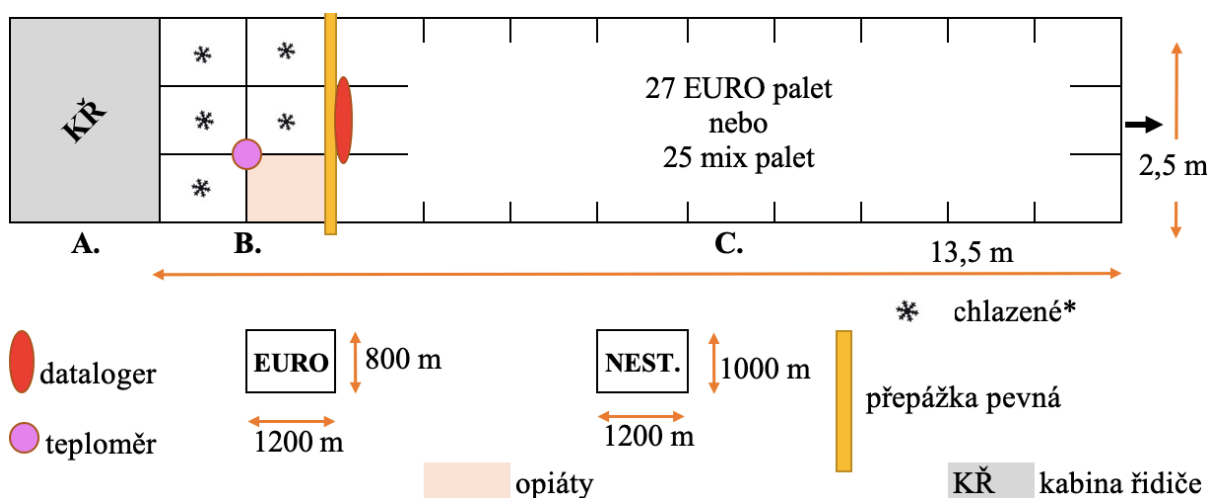 KŘ
27 EURO palet
nebo
25 mix palet
2,5 m
A.
B.
C.
13,5 m
chlazené*
dataloger
EURO
800 m
1200 m
NEST.
1000 m
1200 m
přepážka pevná
teploměr
opiáty
KŘ kabina řidiče